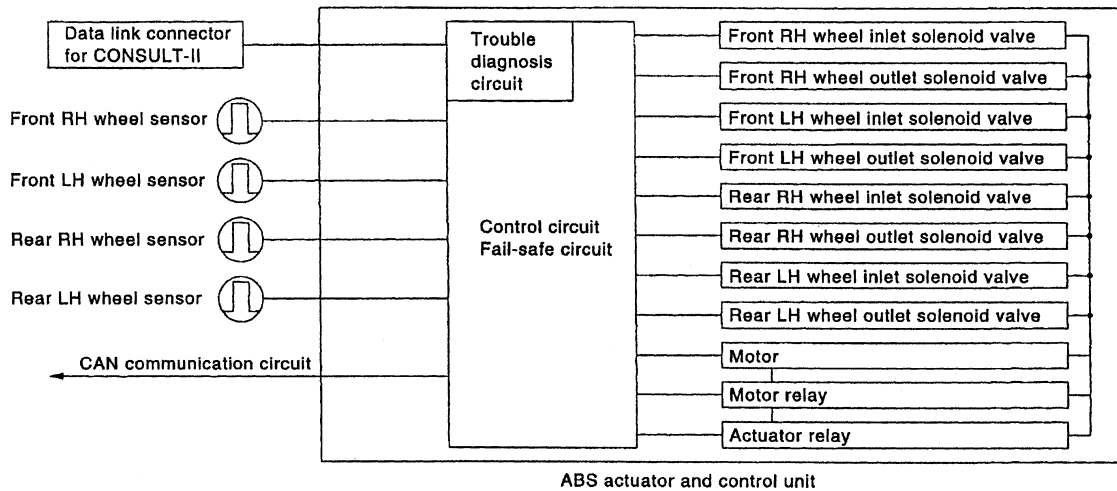 Data link connector
for CONSULT-II
Front RH wheel sensor
Front LH wheel sensor
Rear RH wheel sensor
Rear LH wheel sensor
CAN communication circuit
Trouble
diagnosis
circuit
Control circuit
Fail-safe circuit
Front RH wheel inlet solenoid valve
Front RH wheel outlet solenoid valve
Front LH wheel inlet solenoid valve
Front LH wheel outlet solenoid valve
Rear RH wheel inlet solenoid valve
Rear RH wheel outlet solenoid valve
Rear LH wheel inlet solenoid valve
Rear LH wheel outlet solenoid valve
Motor
Motor relay
Actuator relay
ABS actuator and control unit